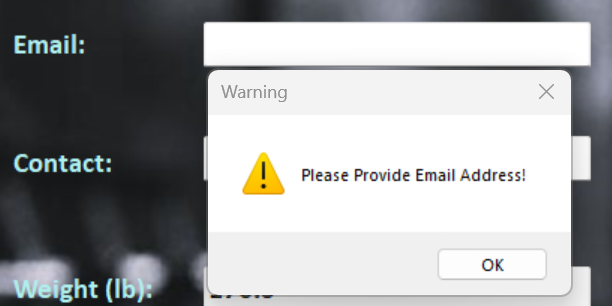 Email:
Warning
Contact:
Please Provide Email Address!
OK
Weight (lb):